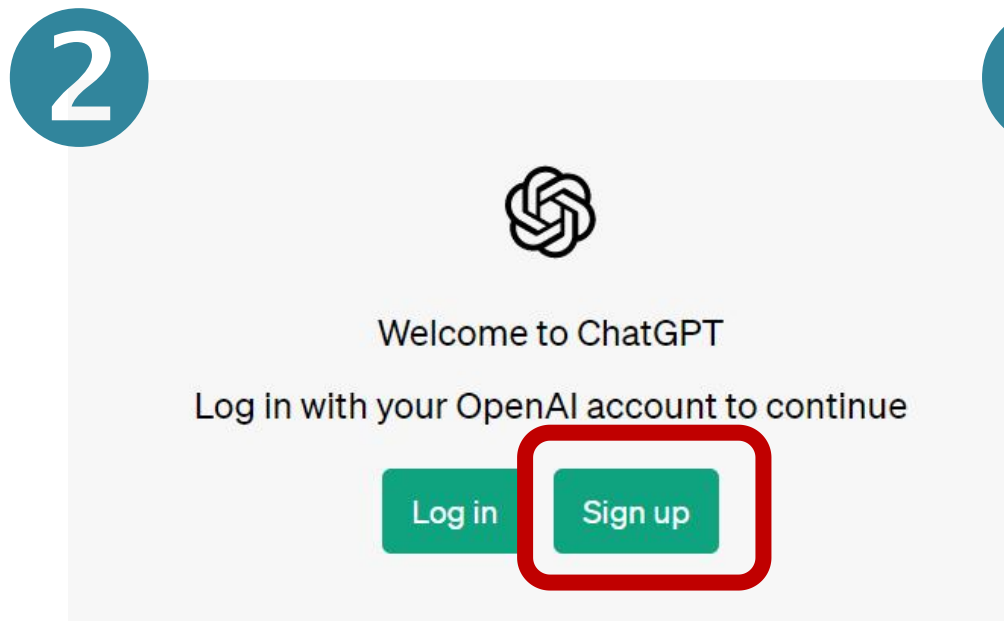 2
Welcome to ChatGPT
Log in with your OpenAI account to continue
Log in
Sign up